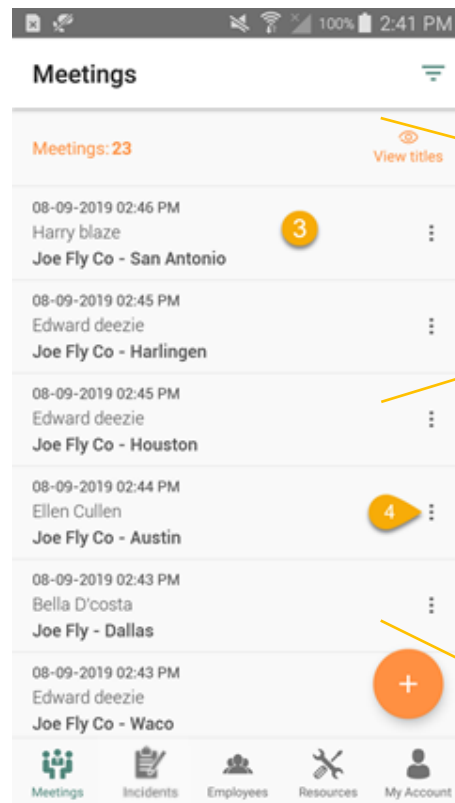 100% 2:41 PM
Meetings
Meetings: 23
View titles
08-09-2019 02:46 PM
Harry blaze
3
Joe Fly Co - San Antonio
08-09-2019 02:45 PM
Edward deezie
Joe Fly Co - Harlingen
08-09-2019 02:45 PM
Edward deezie
Joe Fly Co - Houston
08-09-2019 02:44 PM
Ellen Cullen
4
Joe Fly Co - Austin
08-09-2019 02:43 PM
Bella D'costa
Joe Fly - Dallas
08-09-2019 02:43 PM
Edward deezie
+
Joe Fly Co - Waco
Meetings Incidents Employees Resources My Account